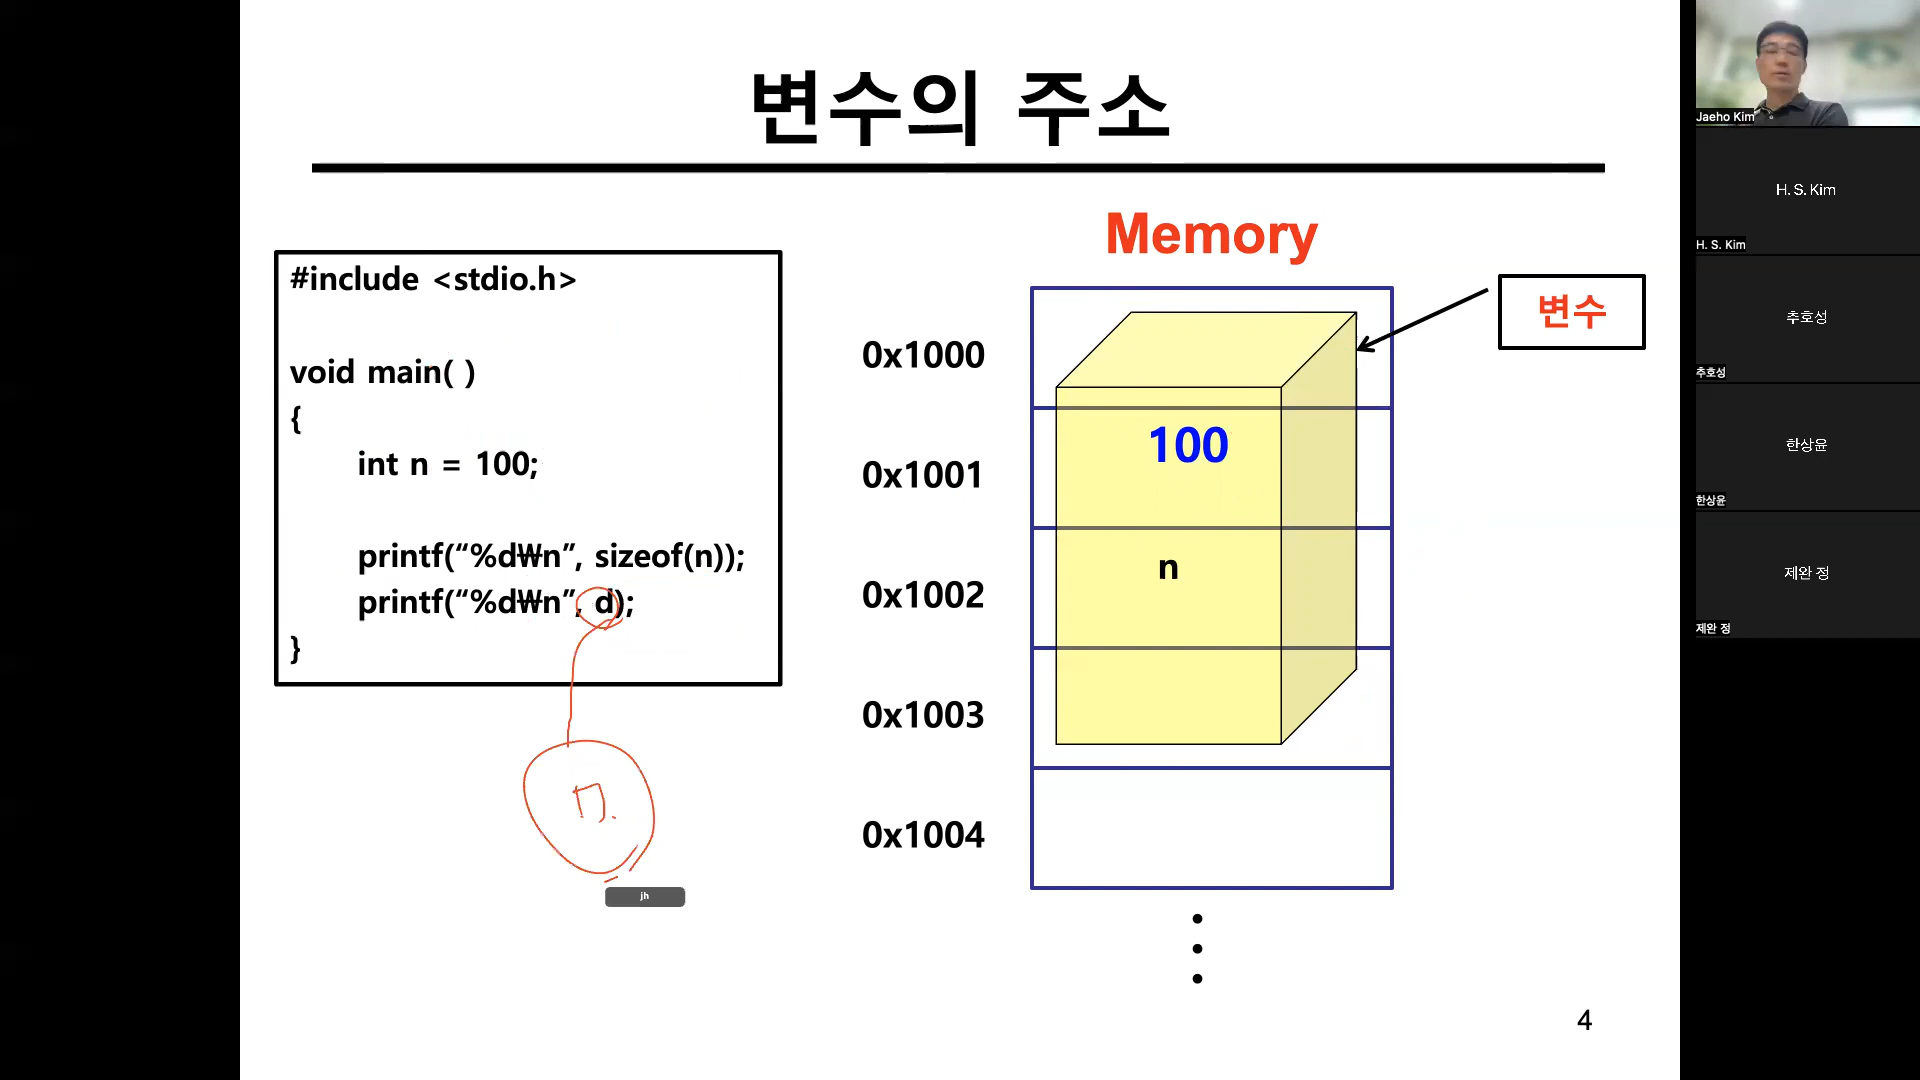 변수의 주소
#include <stdio.h>
void main( )
{
int n = 100;
printf(“%d₩n”, sizeof(n));
printf(“%d₩n”, d);
}
n.
jh
Memory
변수
0x1000
0x1001
100
0x1002
n
0x1003
0x1004
4
Jaeho Kim
H. S. Kim
H. S. Kim
추호성
추호성
한상윤
한상윤
제완 정
제완 정